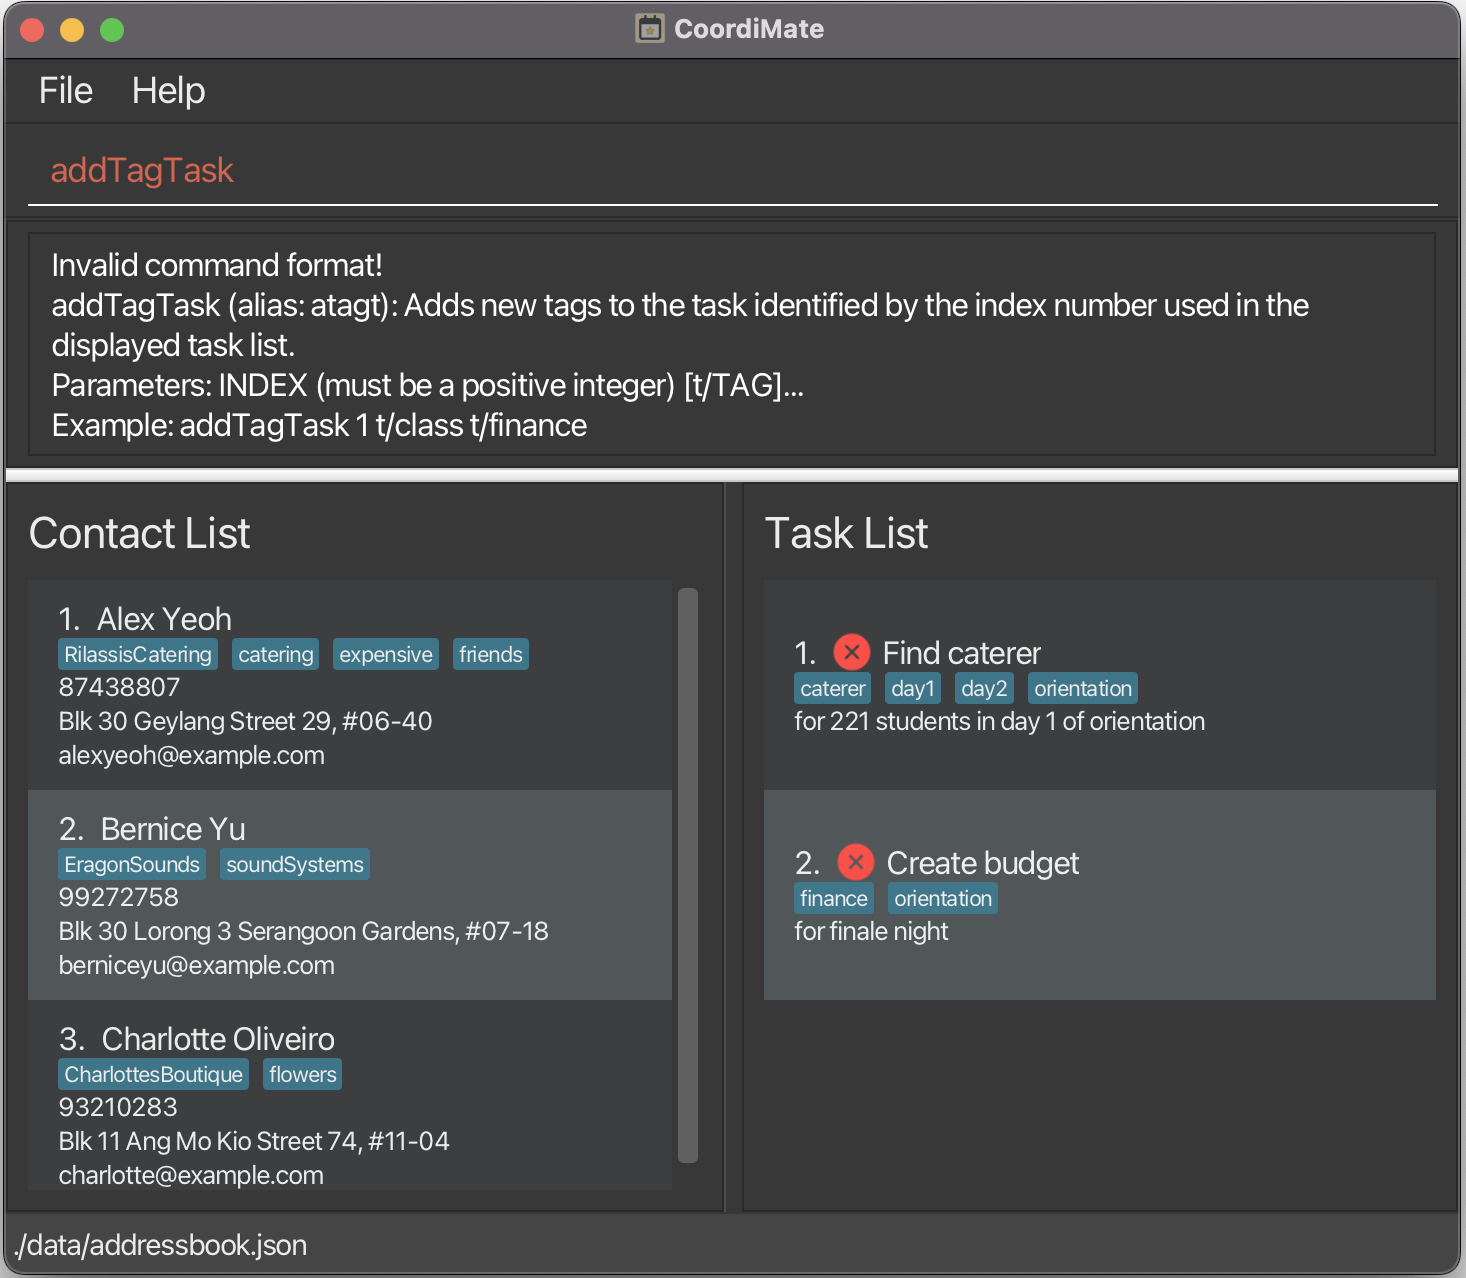 CoordiMate
File Help
addTagTask
Invalid command format!
addTagTask (alias: atagt): Adds new tags to the task identified by the index number used in the
displayed task list.
Parameters: INDEX (must be a positive integer) [t/TAG]...
Example: addTagTask 1 t/class t/finance
Contact List
1. Alex Yeoh
RilassisCatering catering expensive friends
87438807
Blk 30 Geylang Street 29, #06-40
alexyeoh@example.com
2. Bernice Yu
EragonSounds soundSystems
99272758
Blk 30 Lorong 3 Serangoon Gardens, #07-18
berniceyu@example.com
3. Charlotte Oliveiro
CharlottesBoutique flowers
93210283
Blk 11 Ang Mo Kio Street 74, #11-04
charlotte@example.com
Task List
1. Find caterer
caterer day1 day2 orientation
for 221 students in day 1 of orientation
2. Create budget
finance orientation
for finale night
./data/addressbook.json